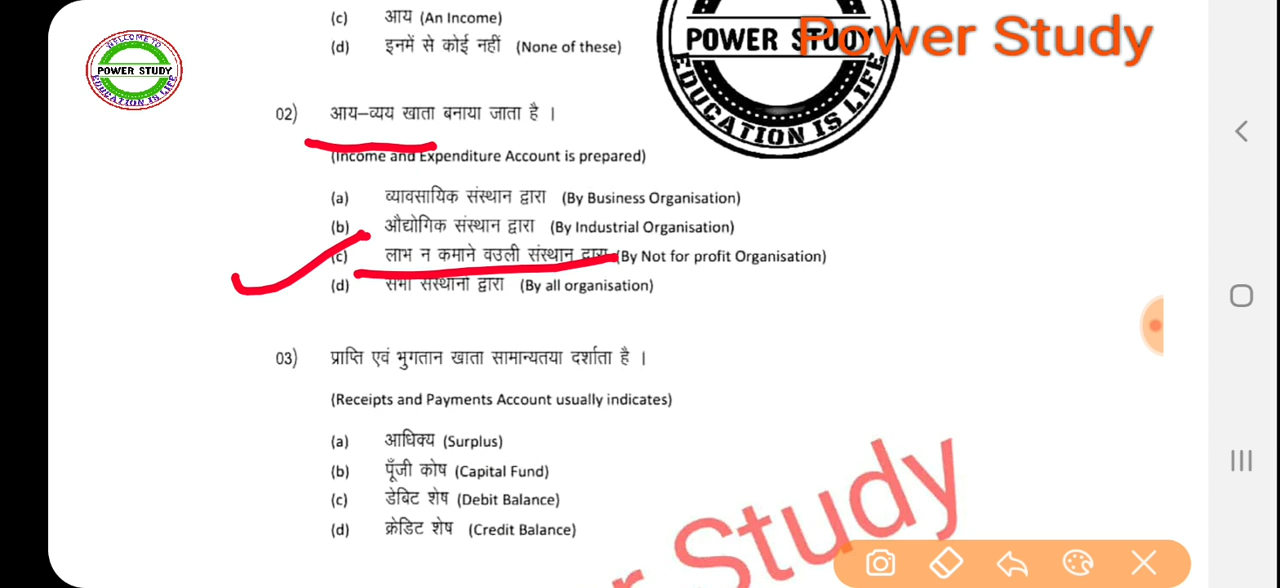 (c) आय (An Income)
(d) इनमें से कोई नहीं (None of these)
POWER STUDY
EDUCATION IS LIFE
Power Study
WELCOME TO
POWER STUDY
EDUCATION IS LIFE
02) आय–व्यय खाता बनाया जाता है ।
(Income and Expenditure Account is prepared)
(a) व्यावसायिक संस्थान द्वारा (By Business Organisation)
(b) औद्योगिक संस्थान द्वारा (By Industrial Organisation)
(c) लाभ न कमाने वउली संस्थान द्वारा (By Not for profit Organisation)
(d) सभी संस्थानों द्वारा (By all organisation)
03) प्राप्ति एवं भुगतान खाता सामान्यतया दर्शाता है ।
(Receipts and Payments Account usually indicates)
(a) आधिक्य (Surplus)
(b) पूँजी कोष (Capital Fund)
(c) डेबिट शेष (Debit Balance)
(d) क्रेडिट शेष (Credit Balance)
er Study